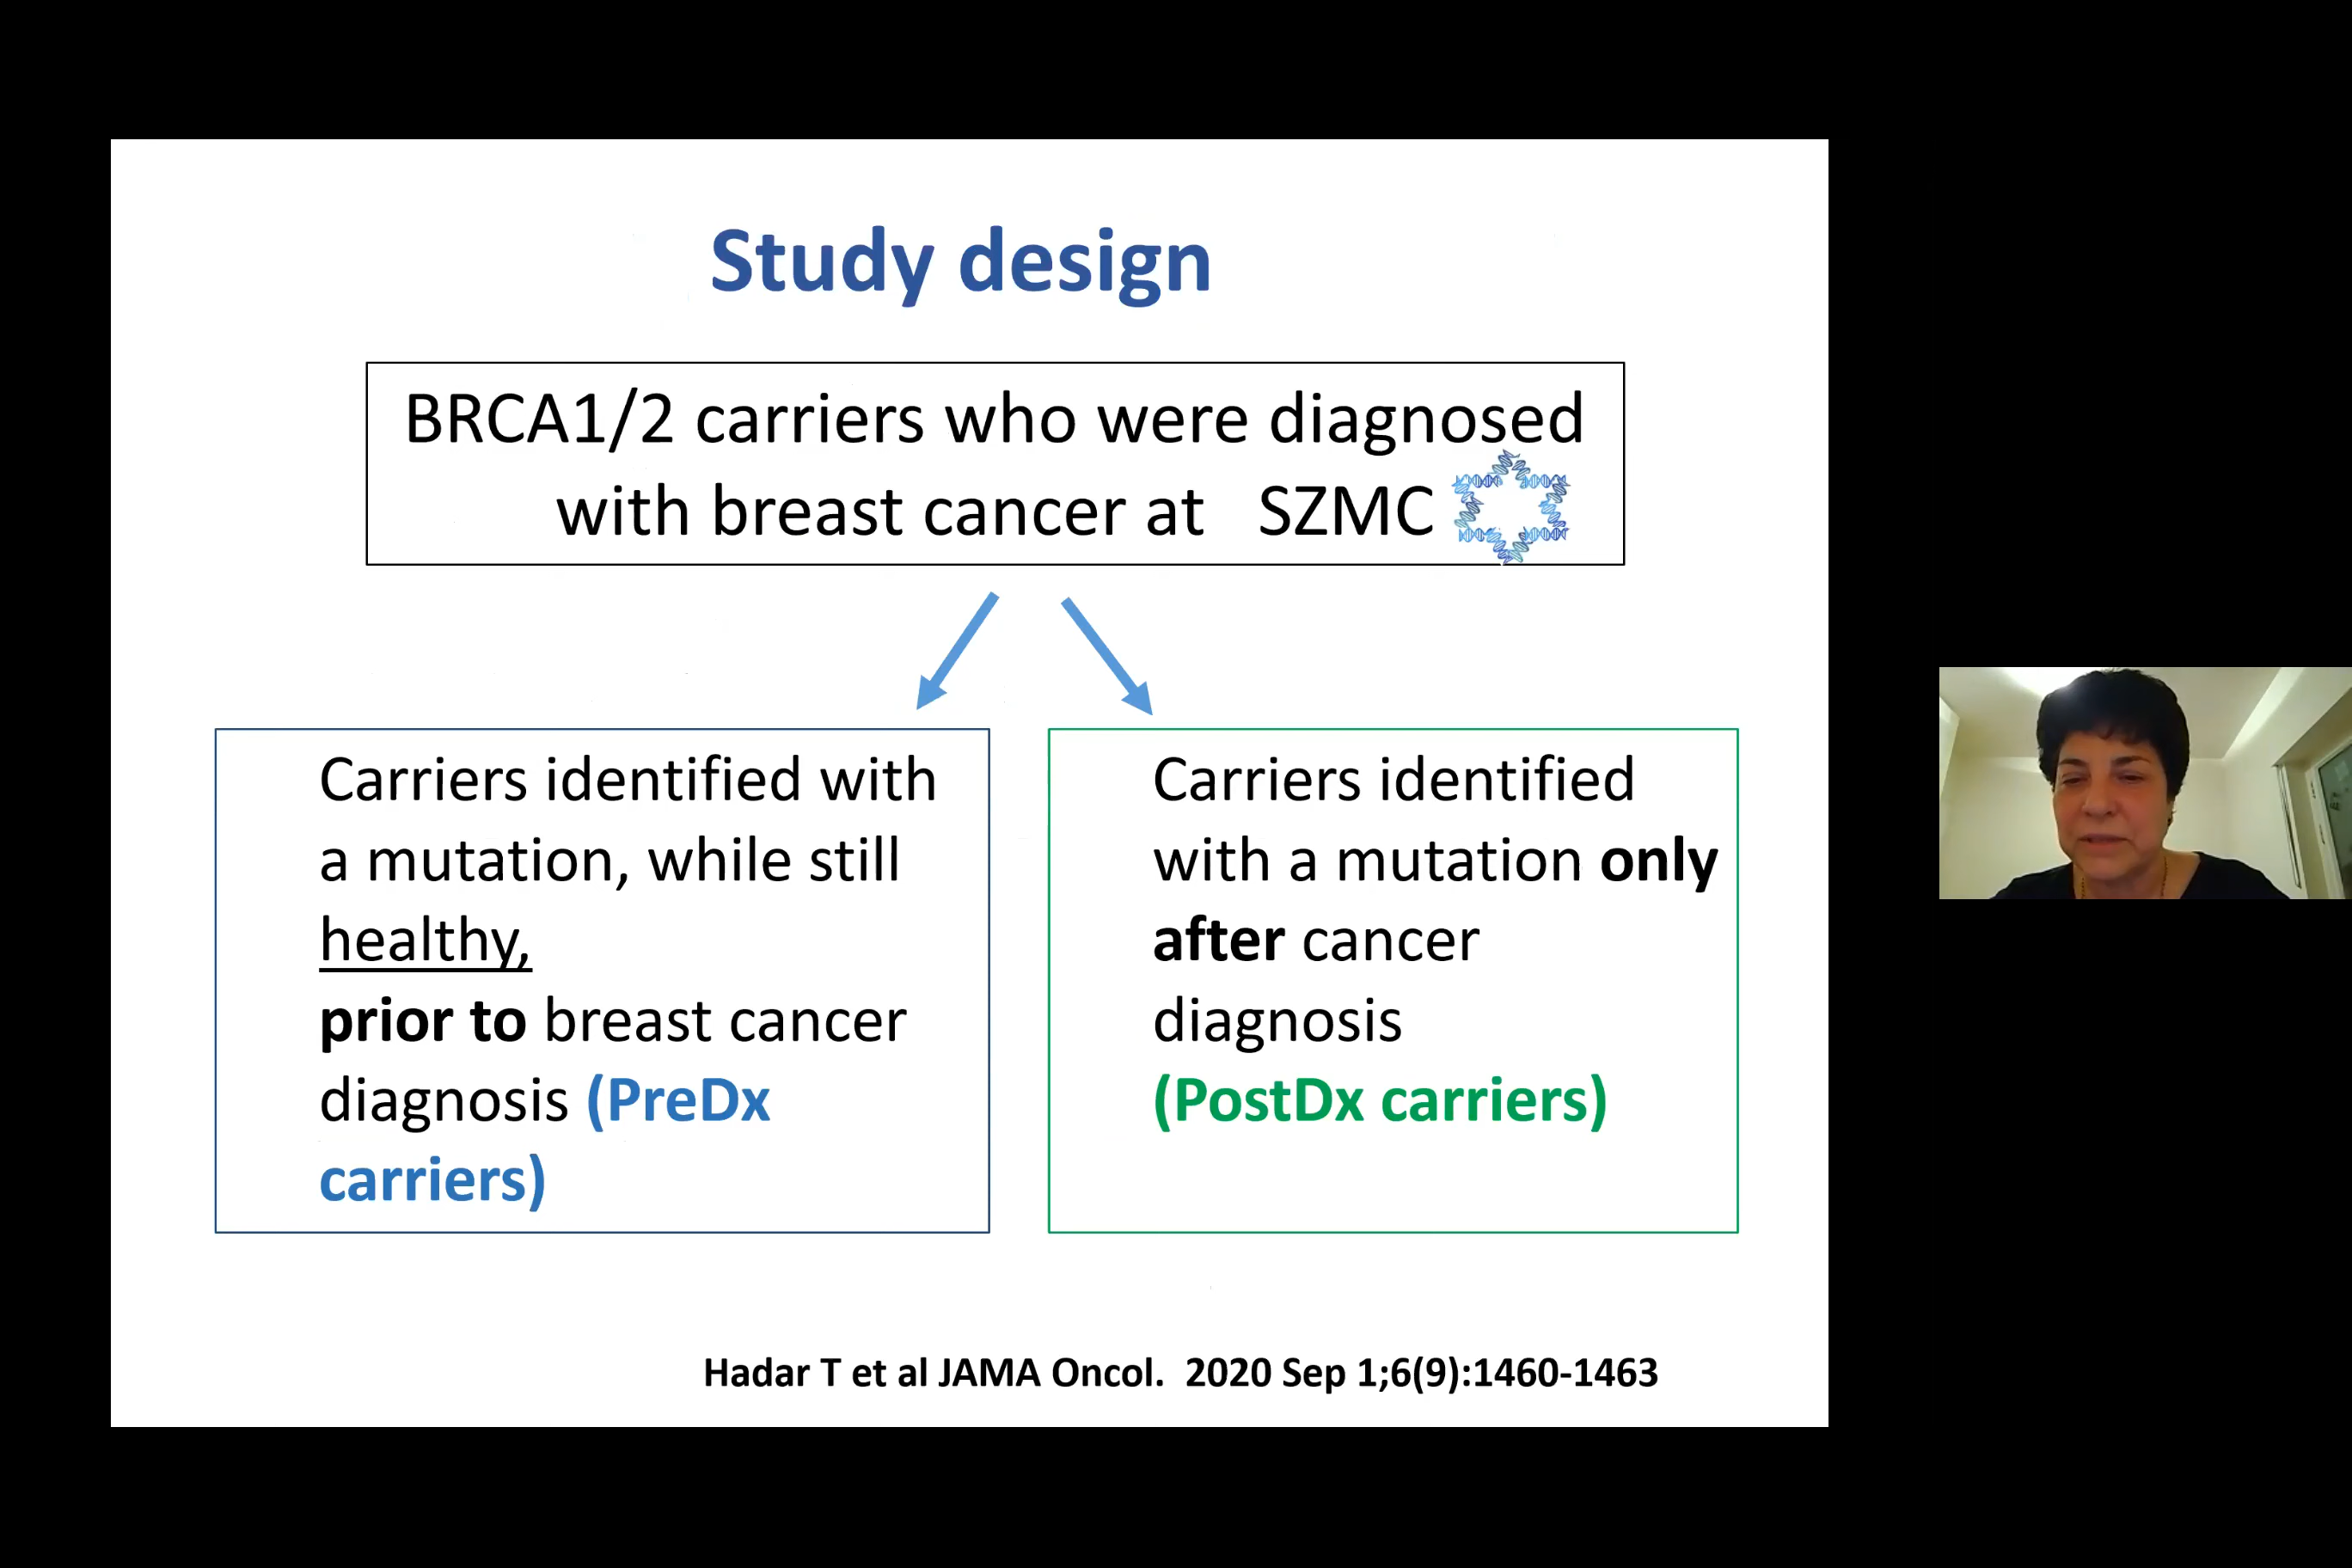 Study design
BRCA1/2 carriers who were diagnosed
with breast cancer at SZMC
Carriers identified with
a mutation, while still
healthy,
prior to breast cancer
diagnosis (PreDx
carriers)
Carriers identified
with a mutation only
after cancer
diagnosis
(PostDx carriers)
Hadar T et al JAMA Oncol. 2020 Sep 1;6(9):1460-1463